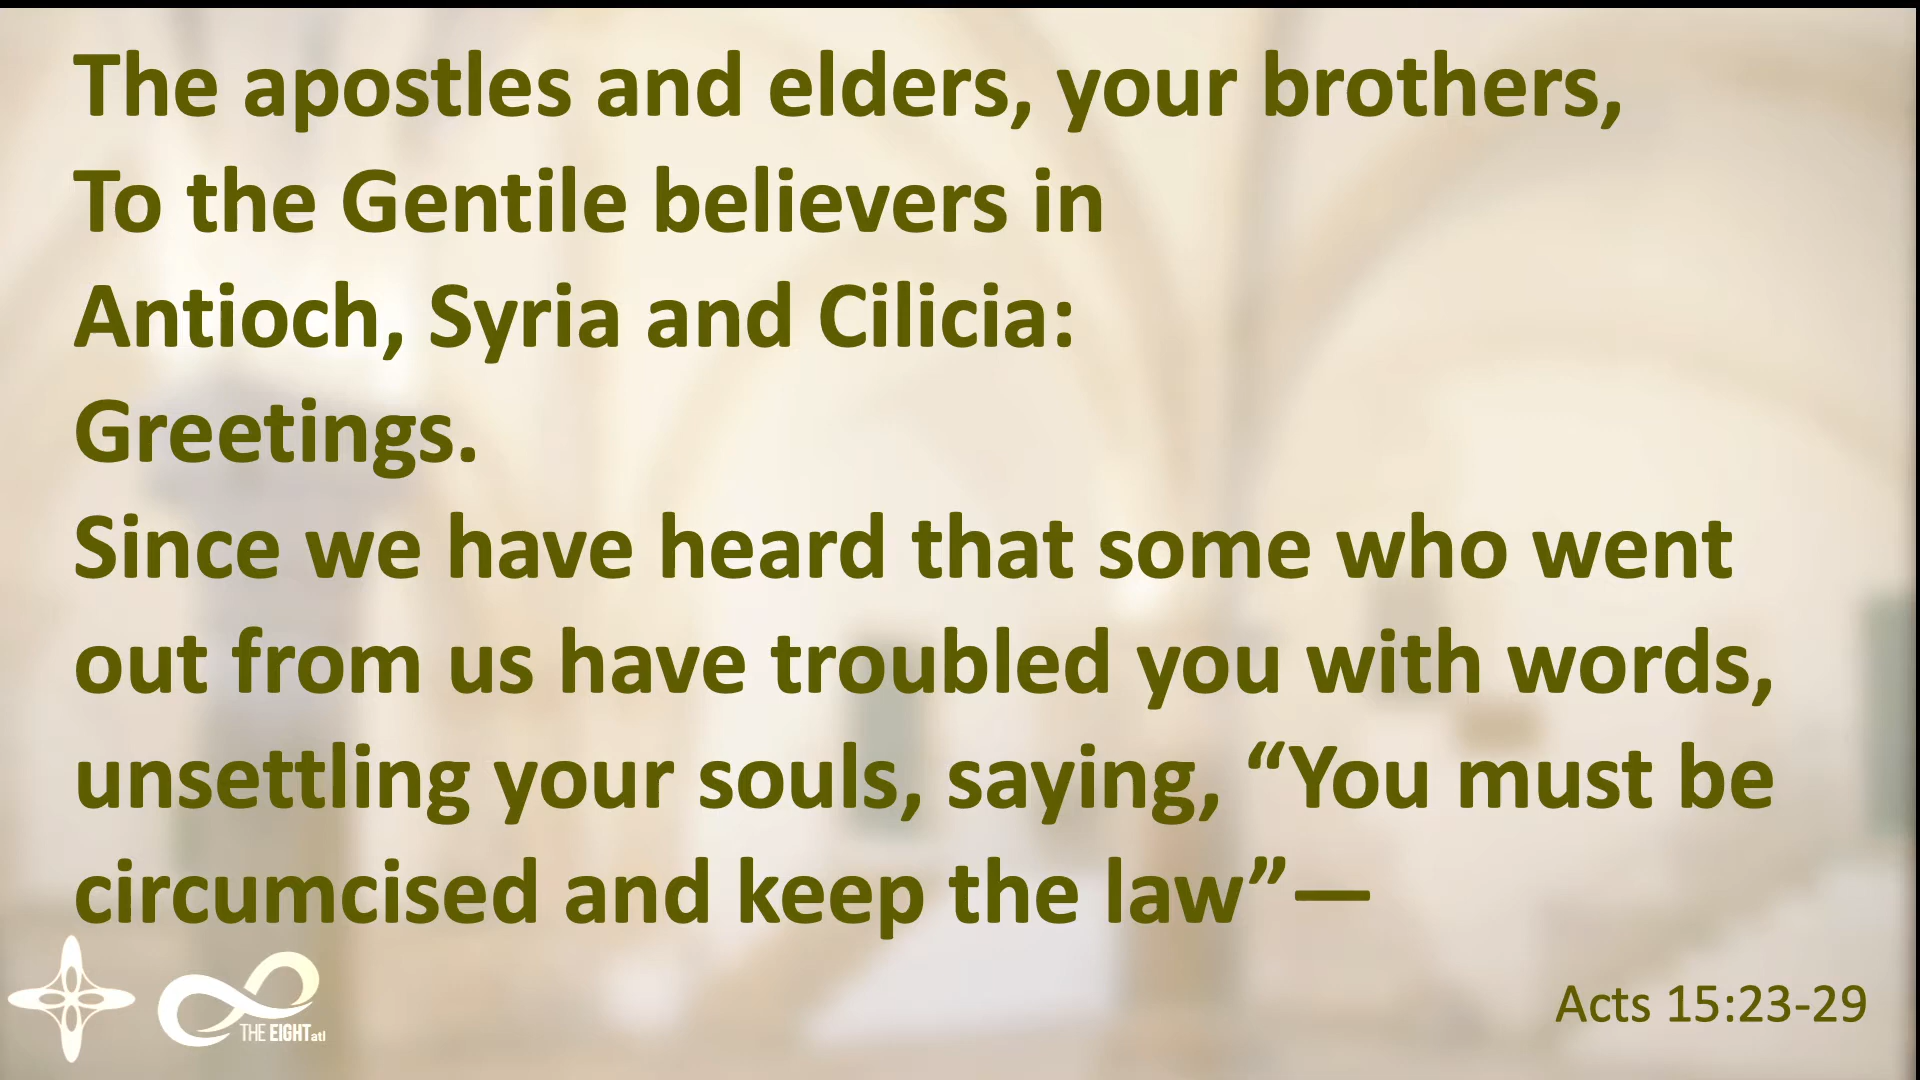 The apostles and elders, your brothers,
To the Gentile believers in
Antioch, Syria and Cilicia:
Greetings.
Since we have heard that some who went
out from us have troubled you with words,
unsettling your souls, saying, “You must be
circumcised and keep the law”—
THE EIGHTatl
Acts 15:23-29